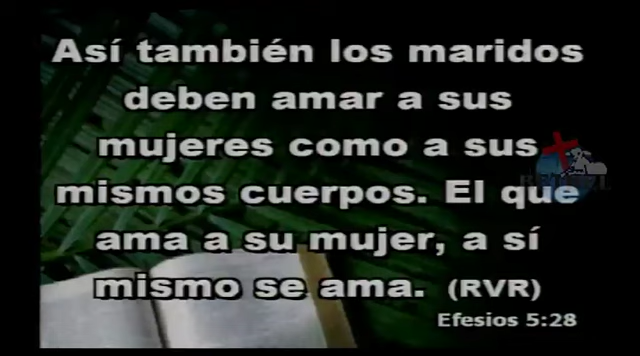 Así también los maridos
deben amar a sus
mujeres como a sus
mismos cuerpos. El que
ama a su mujer, a sí
mismo se ama. (RVR)
Efesios 5:28